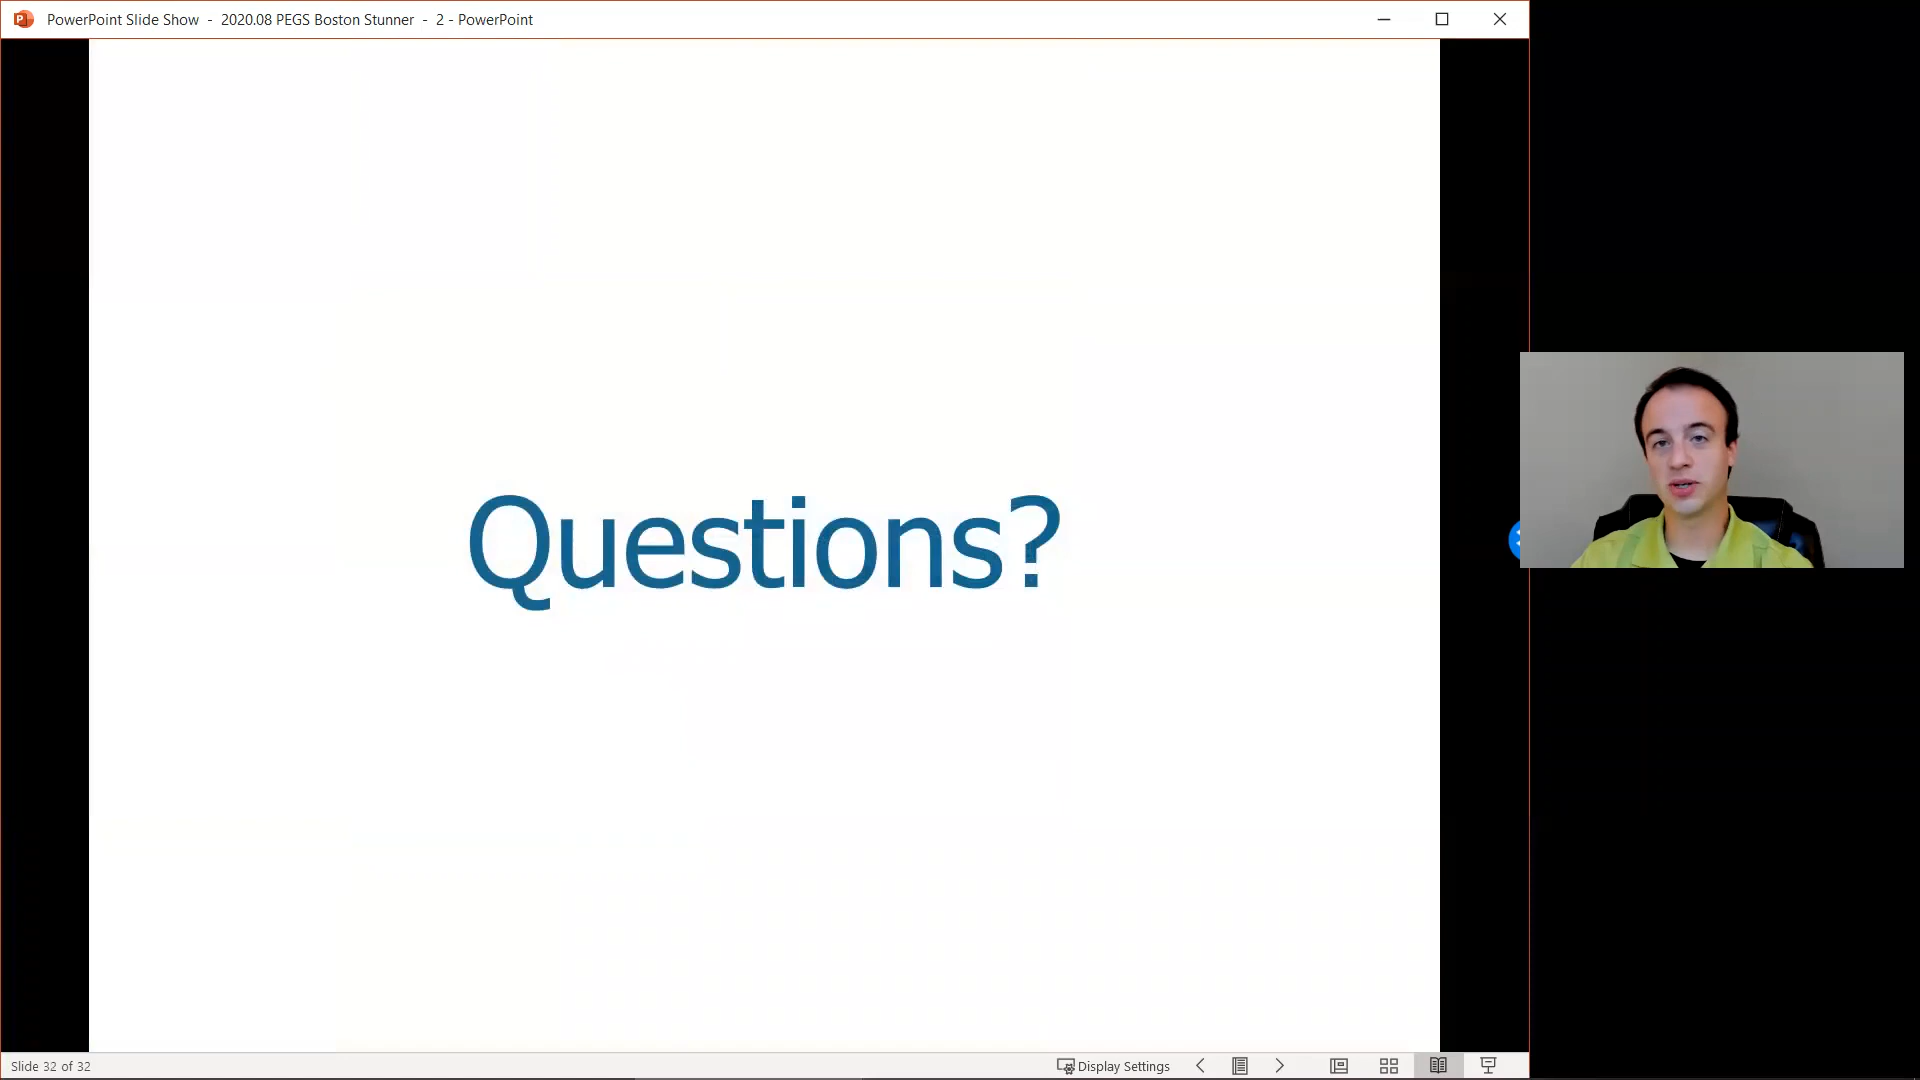 PowerPoint Slide Show - 2020.08 PEGS Boston Stunner - 2 - PowerPoint
Questions?
Slide 32 of 32
Display Settings